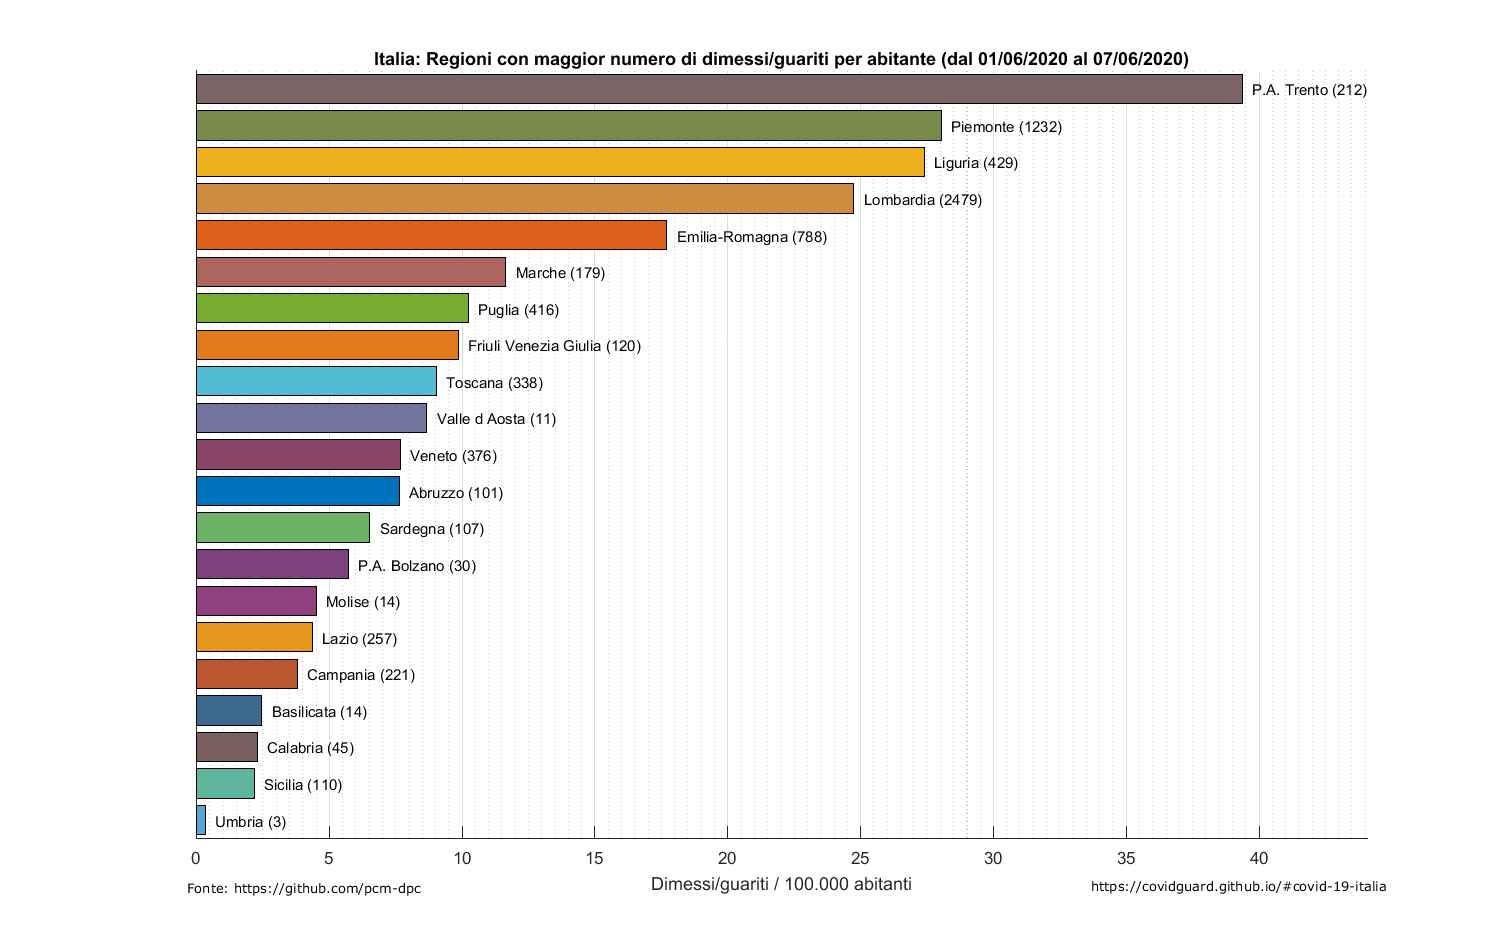 Italia: Regioni con maggior numero di dimessi/guariti per abitante (dal 01/06/2020 al 07/06/2020)
P.A. Trento (212)
Piemonte (1232)
Liguria (429)
Lombardia (2479)
Emilia-Romagna (788)
Marche (179)
Puglia (416)
Friuli Venezia Giulia (120)
Toscana (338)
Valle d Aosta (11)
Veneto (376)
Abruzzo (101)
Sardegna (107)
P.A. Bolzano (30)
Molise (14)
Lazio (257)
Campania (221)
Basilicata (14)
Calabria (45)
Sicilia (110)
Umbria (3)
0 5 10 15 20 25 30 35 40
Dimessi/guariti / 100.000 abitanti
Fonte: https://github.com/pcm-dpc
https://covidguard.github.io/#covid-19-italia